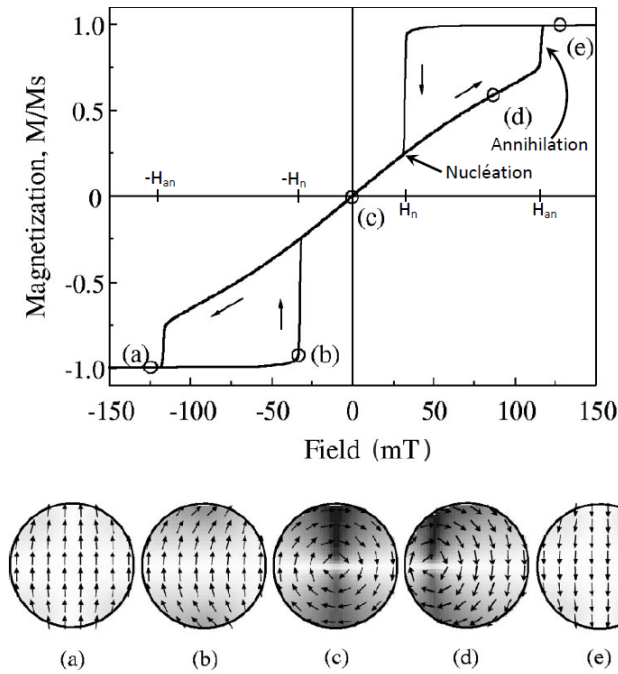 1.0
(e)
0.5
(d)
Annihilation
Nucléation
-Han
-Hn
0
(c)
Hn
Han
-0.5
(a)
(b)
-1.0
Magnetization, M/Ms
-150
-100
-50
0
50
100
150
Field (mT)
(a)
(b)
(c)
(d)
(e)